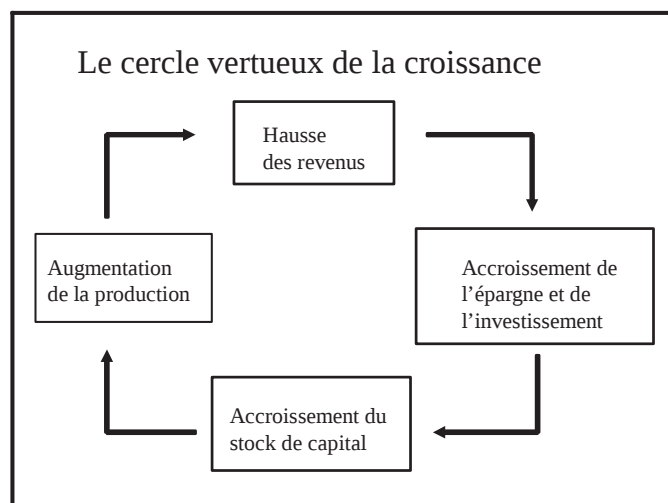 Le cercle vertueux de la croissance
Hausse
des revenus
Accroissement de
l’épargne et de
l’investissement
Accroissement du
stock de capital
Augmentation
de la production